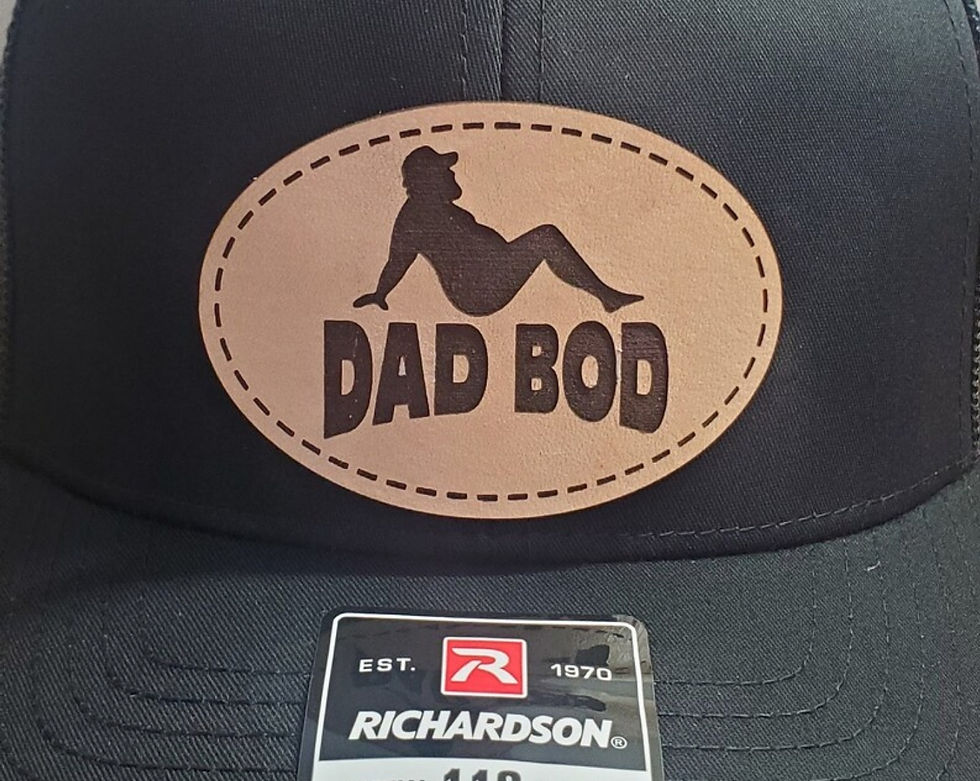 DAD BOD
EST. R 1970
RICHARDSON®